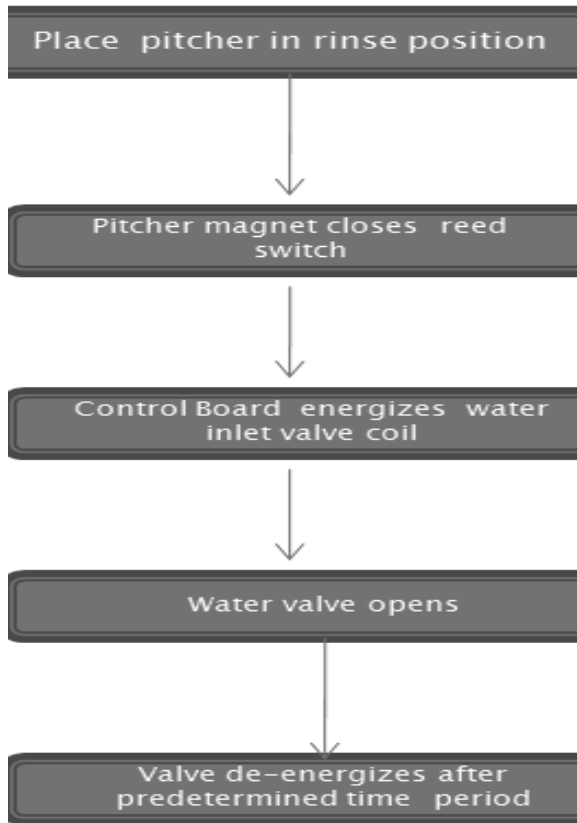 Place pitcher in rinse position
Pitcher magnet closes reed
switch
Control Board energizes water
inlet valve coil
Water valve opens
Valve de-energizes after
predetermined time period